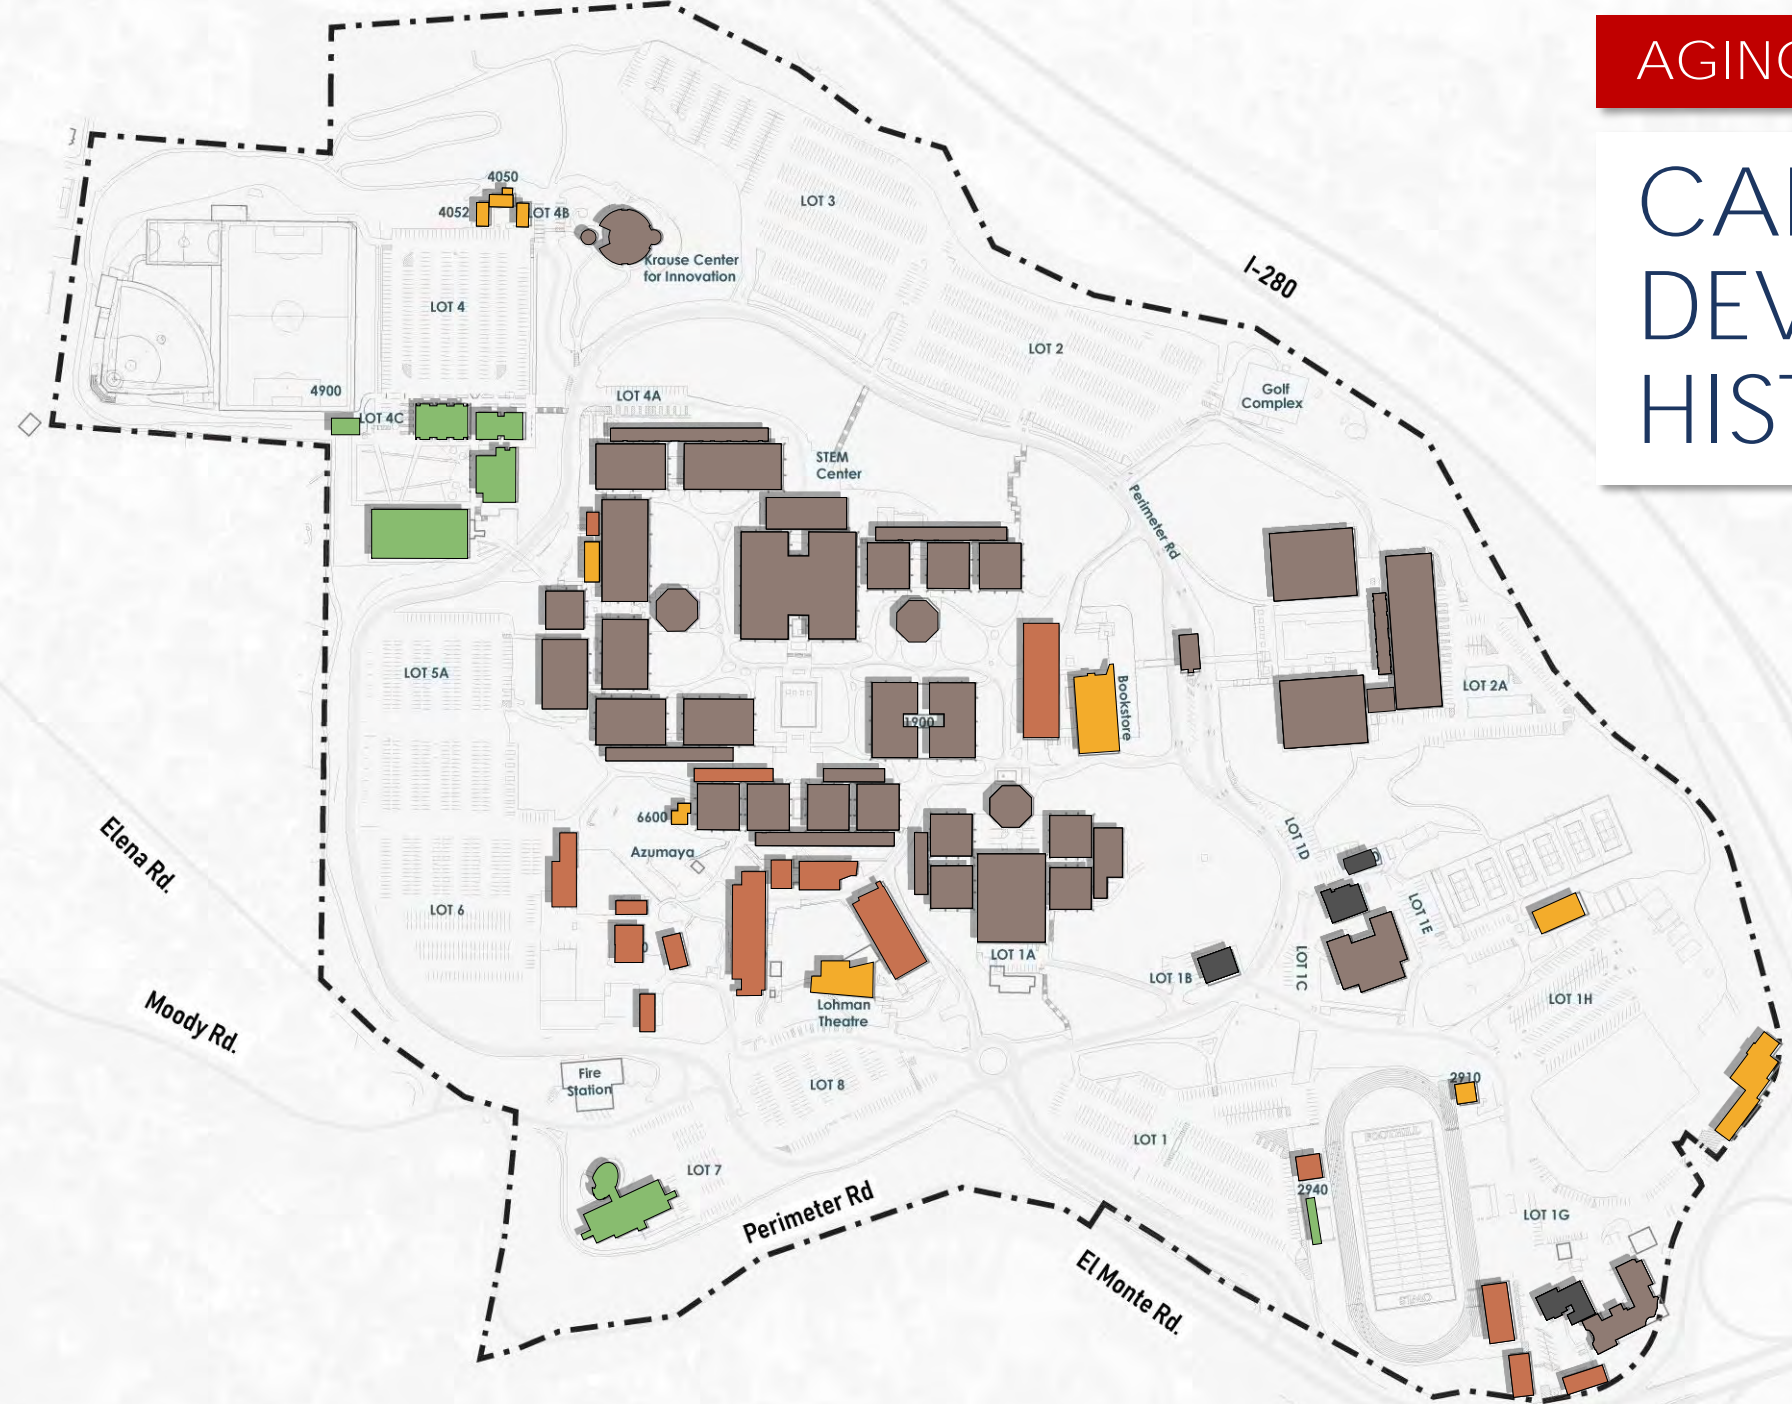 AGING
CA
DEV
HIST
4050
4052
LOT 4B
LOT 3
Krause Center
for Innovation
I-280
LOT 4
LOT 2
4900
LOT 4C
LOT 4A
Golf
Complex
STEM
Center
Perimeter Rd
LOT 5A
LOT 2A
Bookstore
1900
6600
Azumaya
LOT 1D
Elena Rd.
LOT 6
LOT 1E
LOT 1A
LOT 1B
LOT 1C
LOT 1H
Moody Rd.
Lohman
Theatre
Fire
Station
LOT 8
2910
LOT 1
FOOTHILL
LOT 7
2940
Perimeter Rd
LOT 1G
El Monte Rd.
OWLS